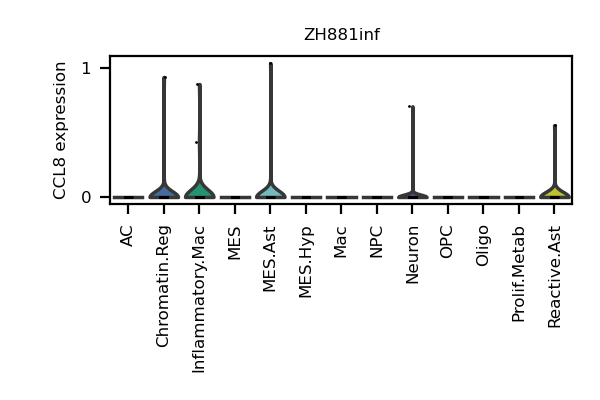 ZH881inf
CCL8 expression
1
0
AC
Chromatin.Reg
Inflammatory.Mac
MES
MES.Ast
MES.Hyp
Mac
NPC
Neuron
OPC
Oligo
Prolif.Metab
Reactive.Ast